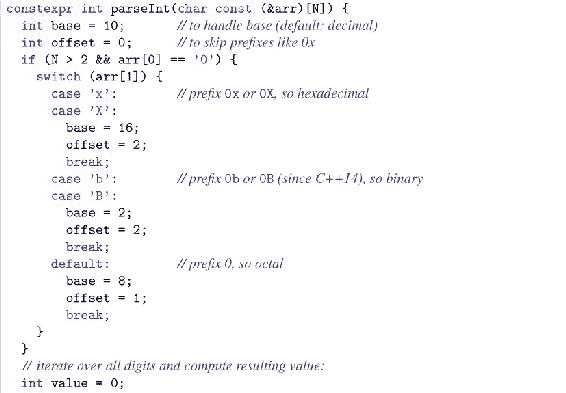 constexpr int parseInt(char const (&arr)[N]) {
int base = 10; // to handle base (default: decimal)
int offset = 0; // to skip prefixes like 0x
if (N > 2 && arr[0] == '0') {
switch (arr[1]) {
case 'x': // prefix 0x or 0X, so hexadecimal
case 'X':
base = 16;
offset = 2;
break;
case 'b': // prefix 0b or 0B (since C++14), so binary
case 'B':
base = 2;
offset = 2;
break;
default: // prefix 0, so octal
base = 8;
offset = 1;
break;
}
}
// iterate over all digits and compute resulting value:
int value = 0;